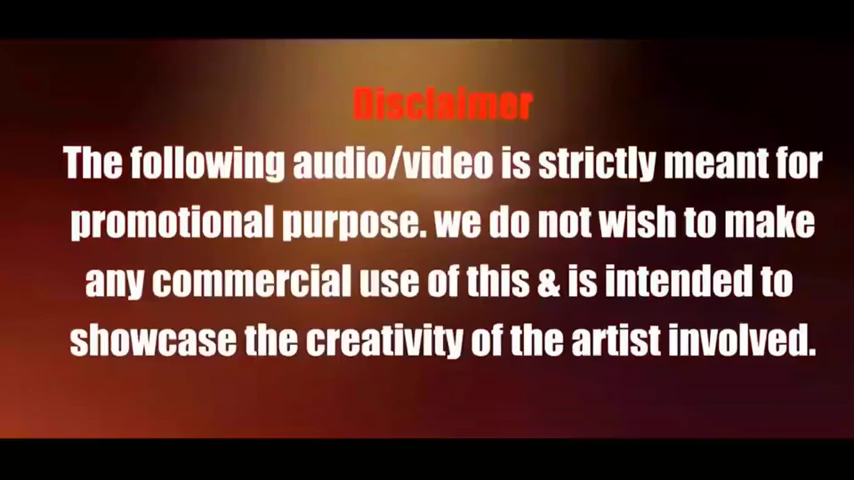 Disclaimer
The following audio/video is strictly meant for
promotional purpose. we do not wish to make
any commercial use of this & is intended to
showcase the creativity of the artist involved.